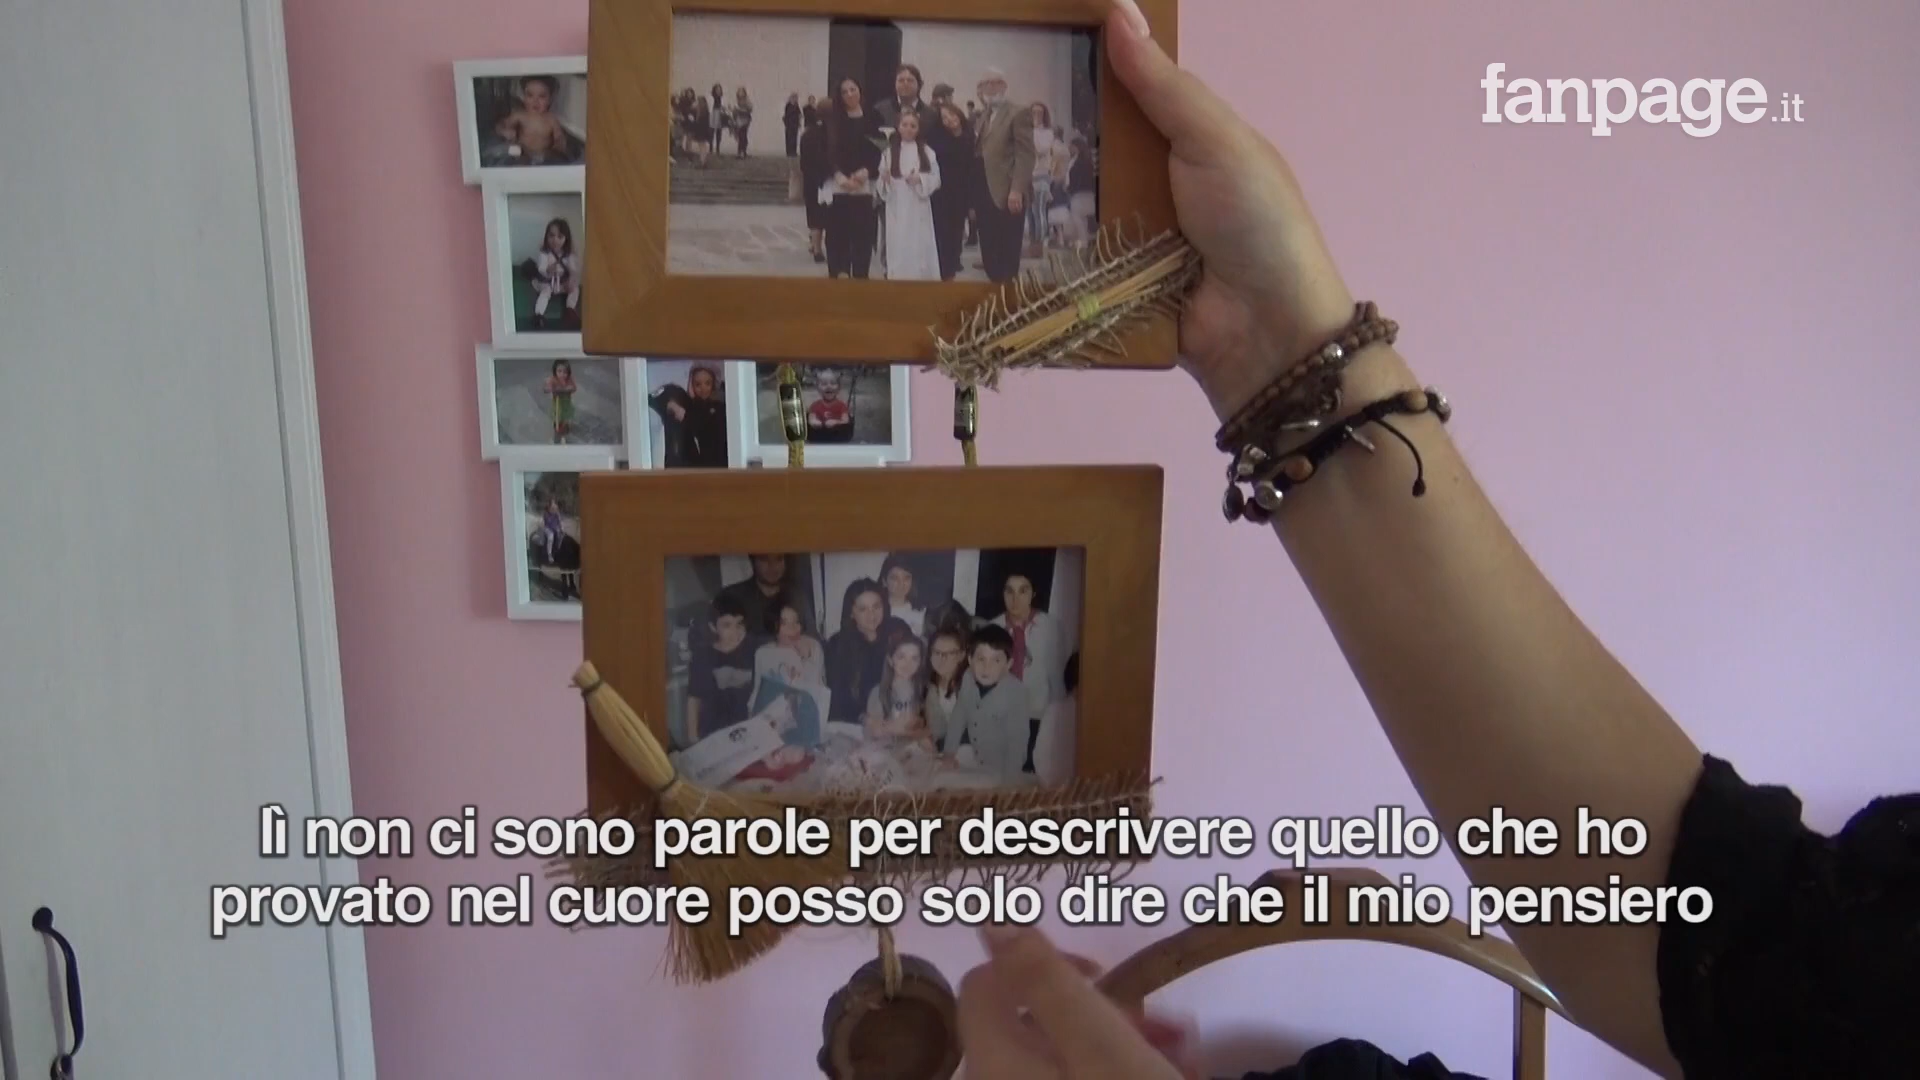 fanpage.it
lì non ci sono parole per descrivere quello che ho
provato nel cuore posso solo dire che il mio pensiero